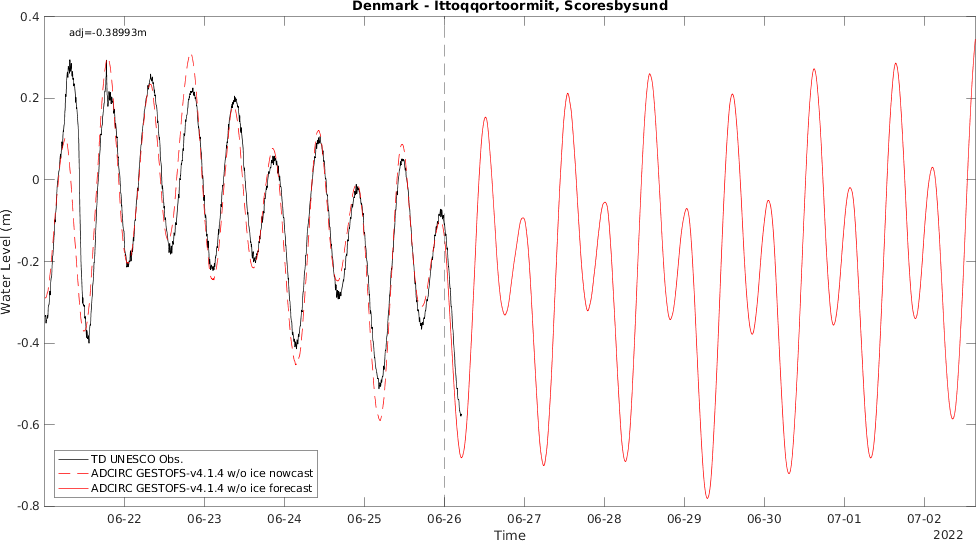 Denmark - Ittoqqortoormiit, Scoresbysund
adj=-0.38993m
0.4
0.2
0
-0.2
-0.4
-0.6
-0.8
Water Level (m)
TD UNESCO Obs.
ADCIRC GESTOFS-v4.1.4 w/o ice nowcast
ADCIRC GESTOFS-v4.1.4 w/o ice forecast
06-22 06-23 06-24 06-25 06-26 06-27 06-28 06-29 06-30 07-01 07-02
Time
2022